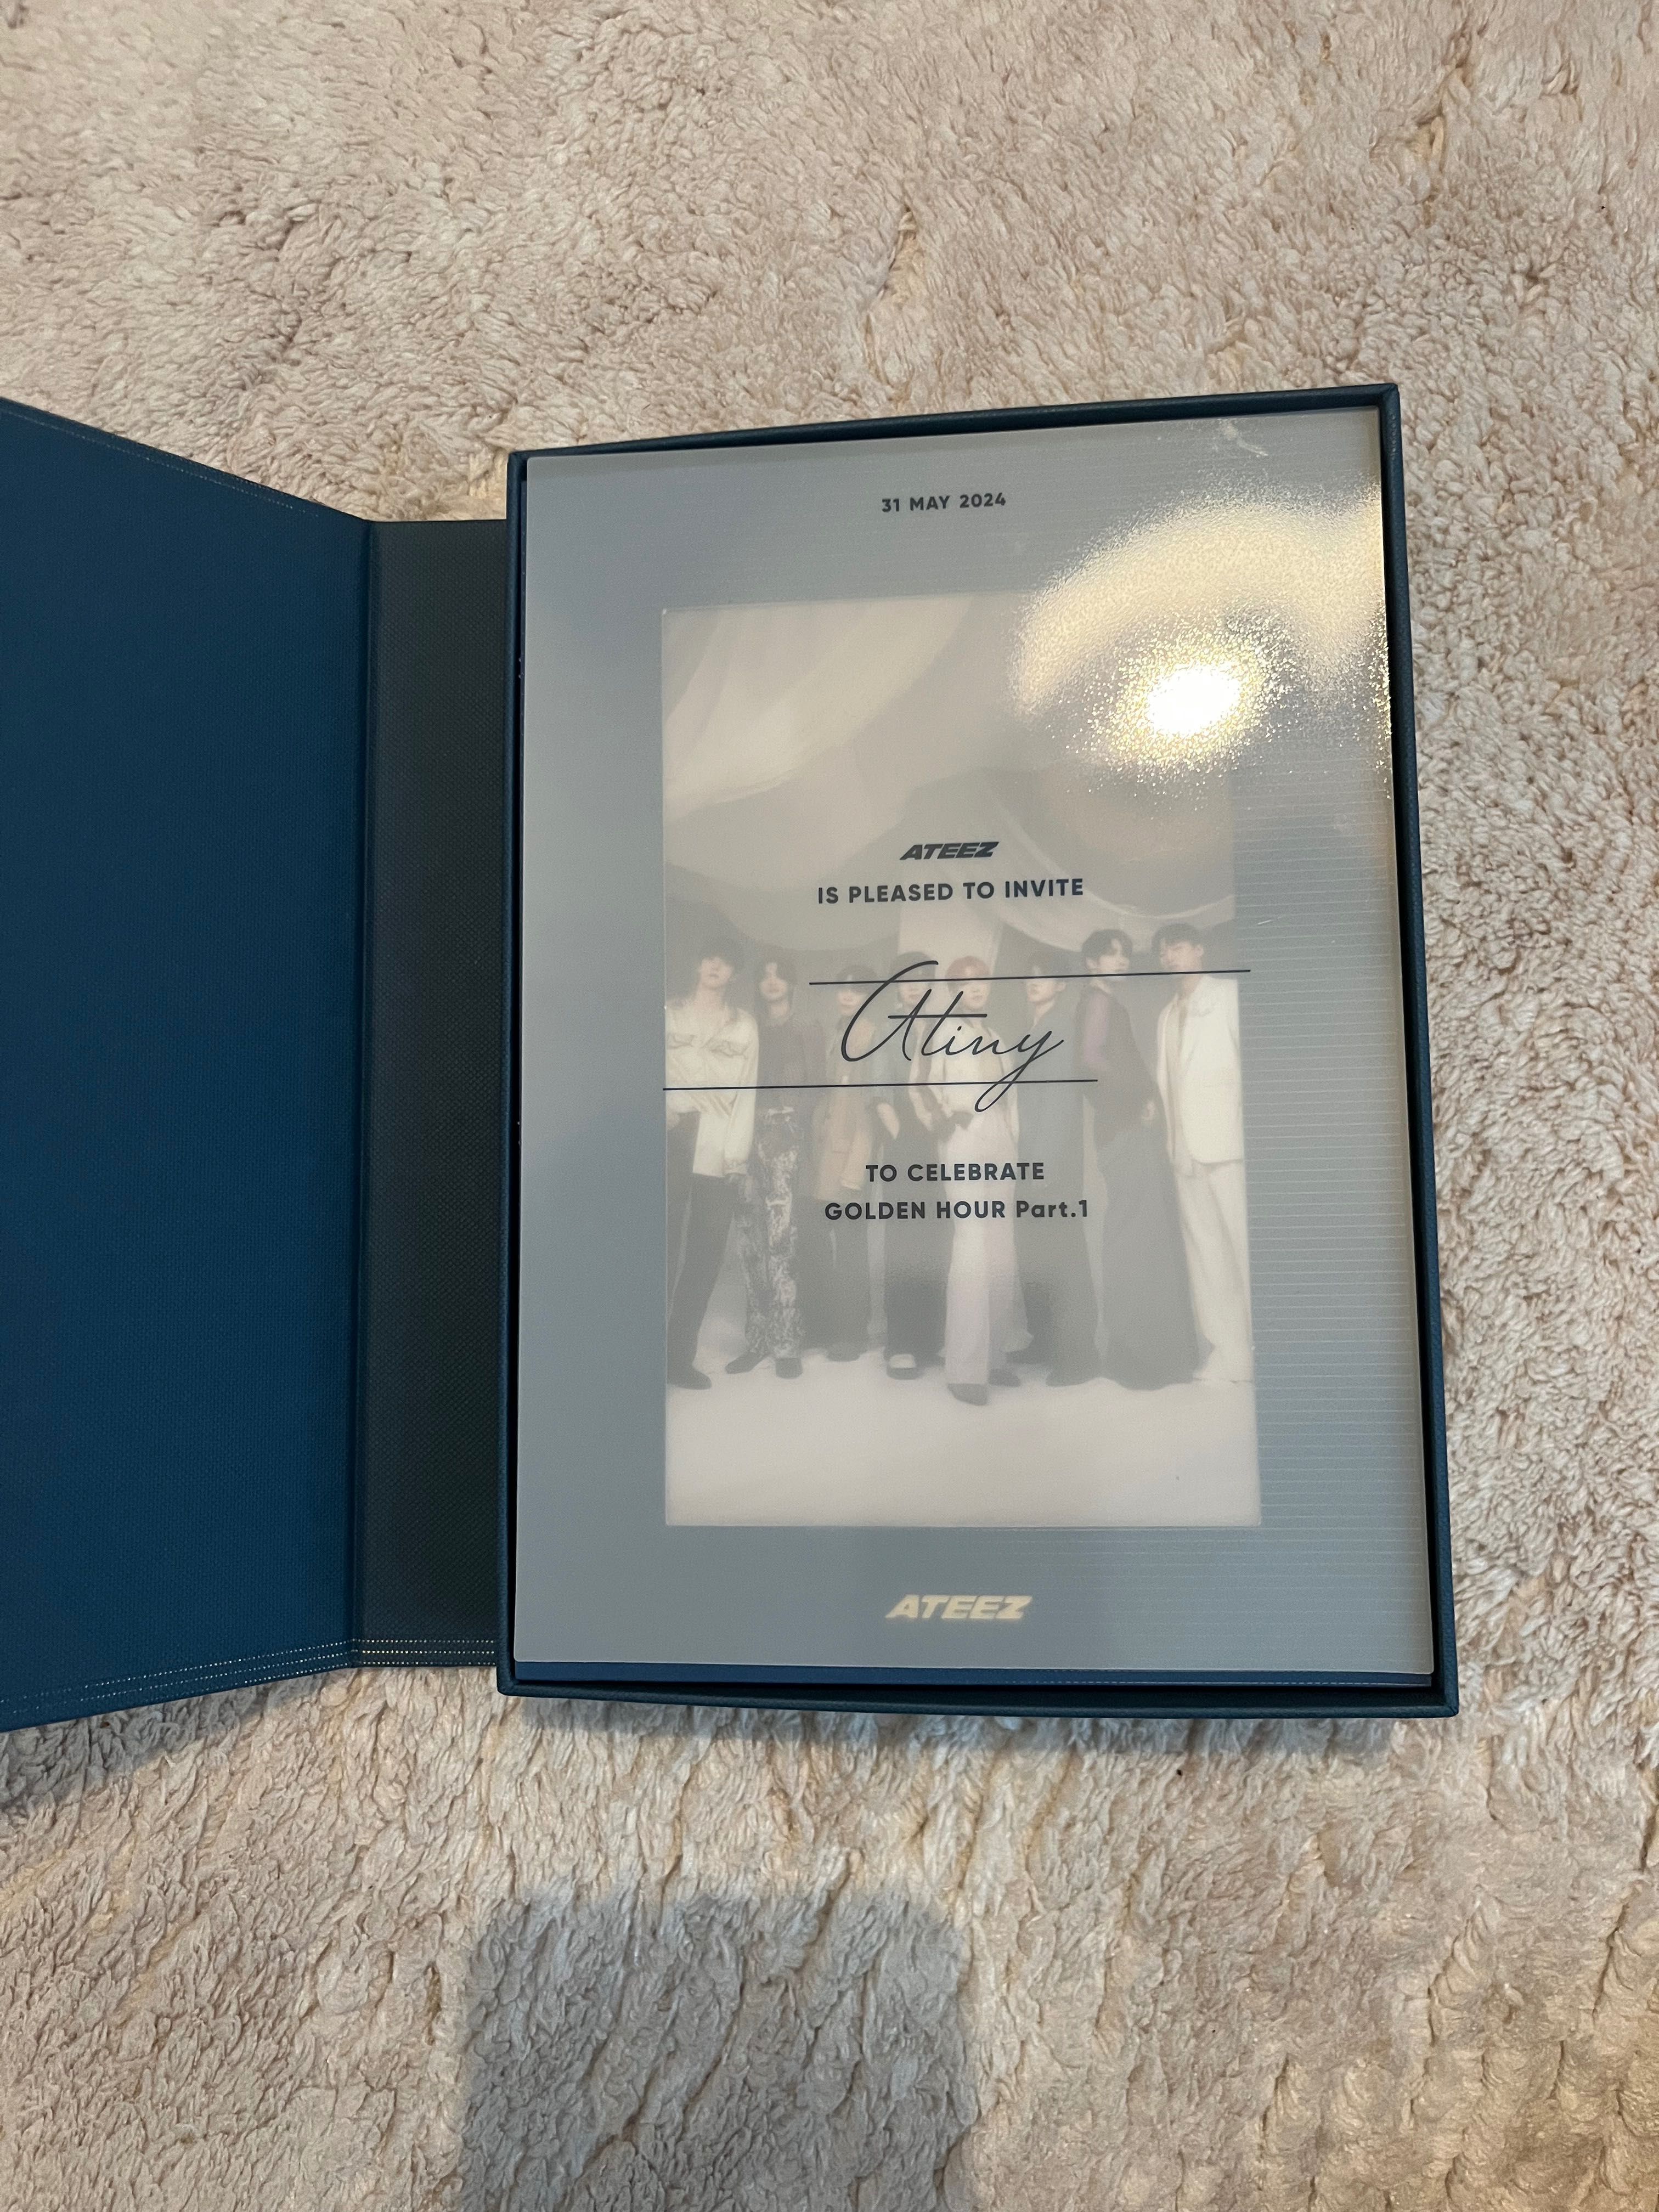 31 MAY 2024
ATEEZ
IS PLEASED TO INVITE
Atiny
TO CELEBRATE
GOLDEN HOUR Part.1
ATEEZ